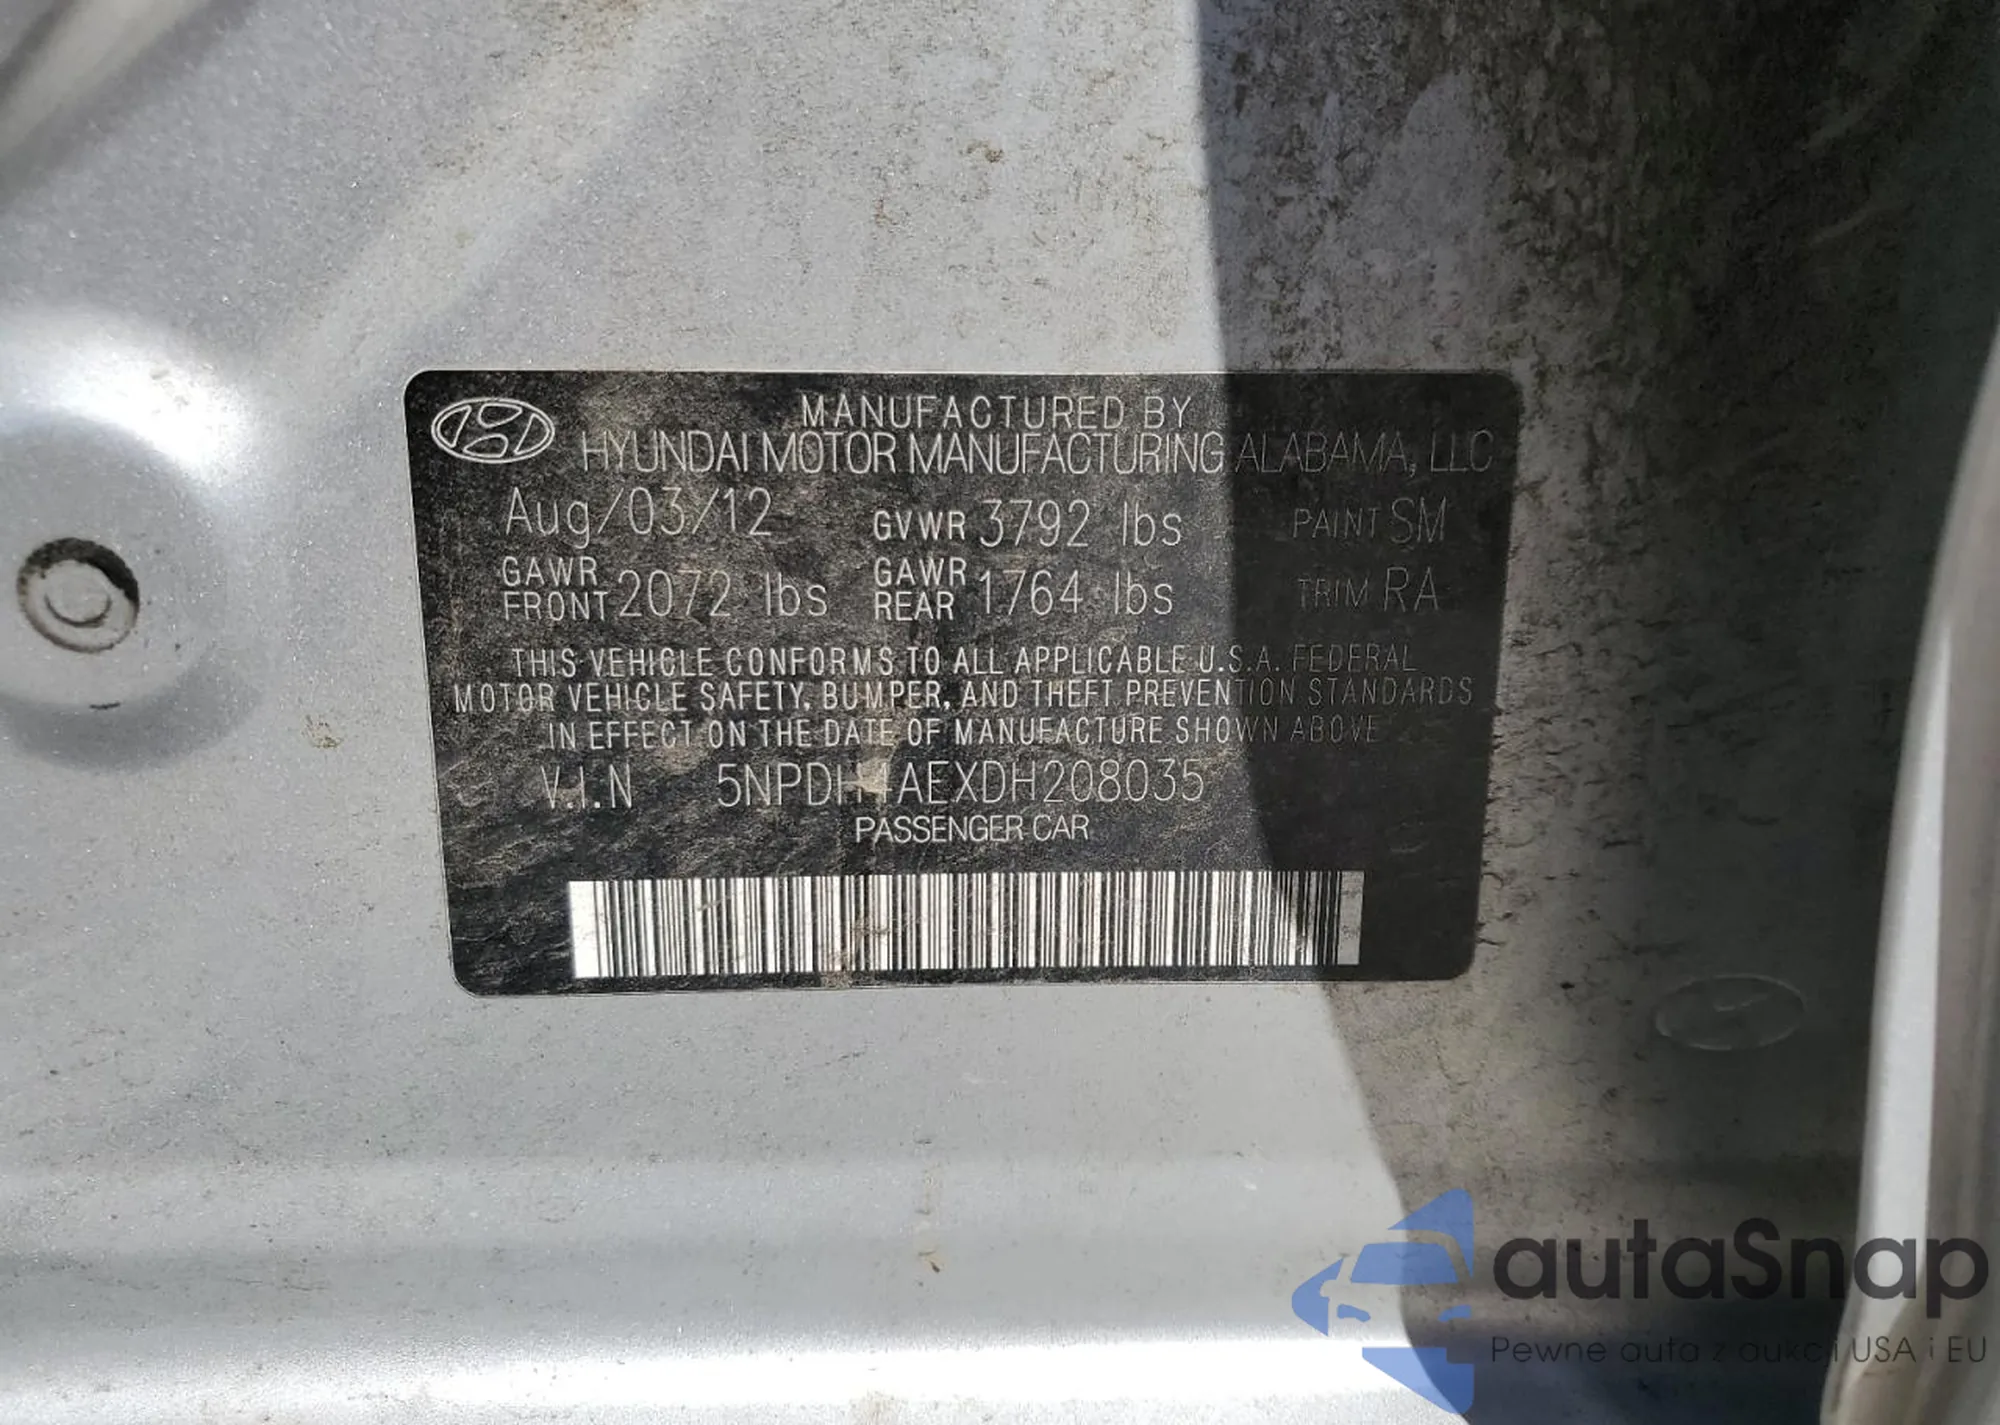 MANUFACTURED BY
HYUNDAI MOTOR MANUFACTURING ALABAMA, LLC
Aug/03/12 GVWR 3792 lbs PAINT SM
GAWR FRONT 2072 lbs GAWR REAR 1764 lbs TRIM RA
THIS VEHICLE CONFORMS TO ALL APPLICABLE U.S.A. FEDERAL
MOTOR VEHICLE SAFETY, BUMPER, AND THEFT PREVENTION STANDARDS
IN EFFECT ON THE DATE OF MANUFACTURE SHOWN ABOVE
V.I.N 5NPDH4AEXDH208035
PASSENGER CAR
autaSnap
Pewne auta z aukcji USA i EU